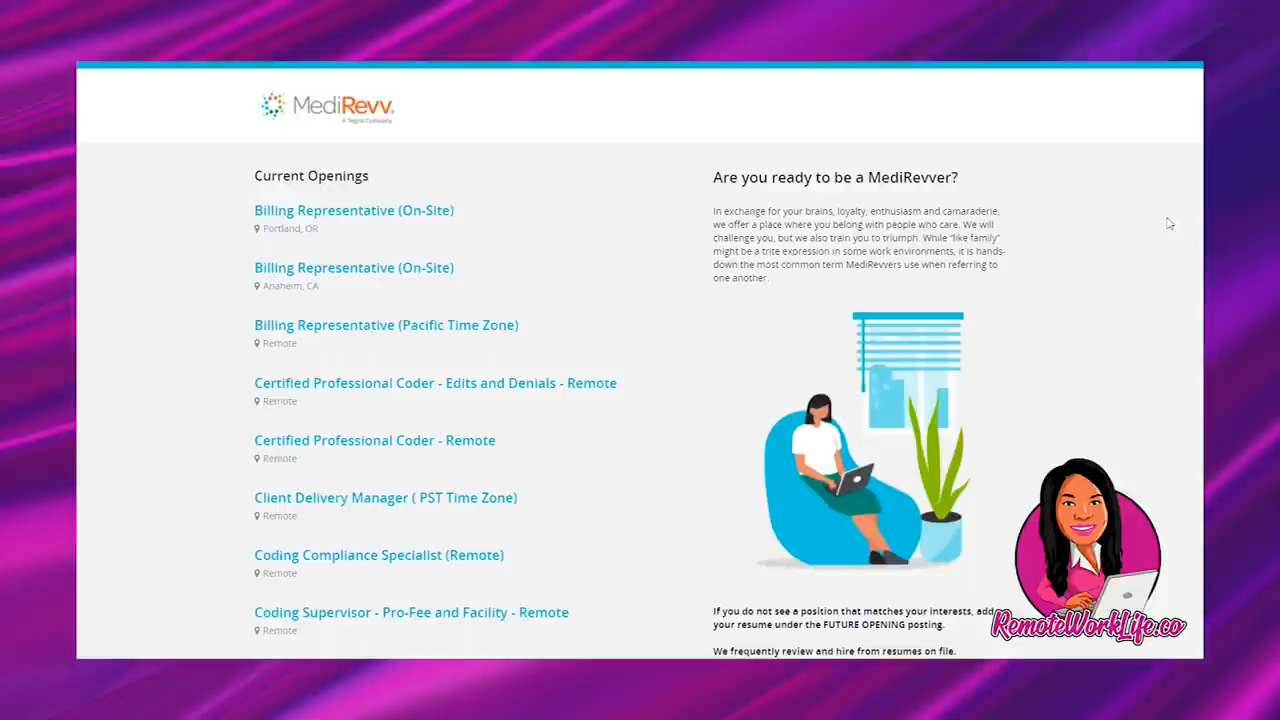 MediRevv.
A Tegria Company
Current Openings
Billing Representative (On-Site)
Portland, OR
Billing Representative (On-Site)
Anaheim, CA
Billing Representative (Pacific Time Zone)
Remote
Certified Professional Coder - Edits and Denials - Remote
Remote
Certified Professional Coder - Remote
Remote
Client Delivery Manager ( PST Time Zone)
Remote
Coding Compliance Specialist (Remote)
Remote
Coding Supervisor - Pro-Fee and Facility - Remote
Remote
Are you ready to be a MediRevver?
In exchange for your brains, loyalty, enthusiasm and camaraderie,
we offer a place where you belong with people who care. We will
challenge you, but we also train you to triumph. While "like family"
might be a trite expression in some work environments, it is hands-
down the most common term MediRevvers use when referring to
one another.
If you do not see a position that matches your interests, add
your resume under the FUTURE OPENING posting.
We frequently review and hire from resumes on file.
RemoteWorkLife.co